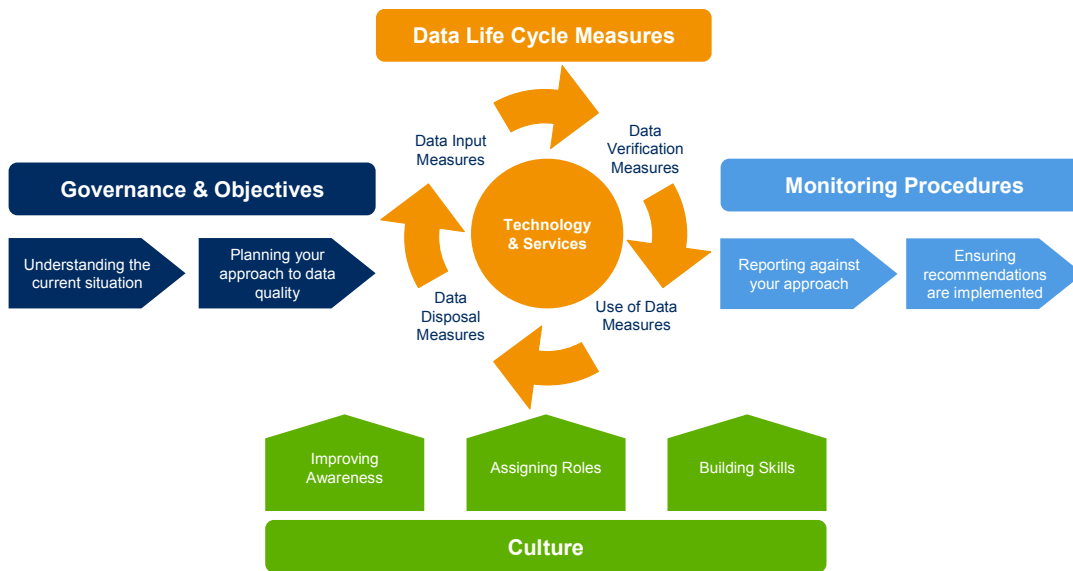 Data Life Cycle Measures
Data Input
Measures
Data
Verification
Measures
Governance & Objectives
Monitoring Procedures
Technology
& Services
Understanding the
current situation
Planning your
approach to data
quality
Reporting against
your approach
Ensuring
recommendations
are implemented
Data
Disposal
Measures
Use of Data
Measures
Improving
Awareness
Assigning Roles
Building Skills
Culture